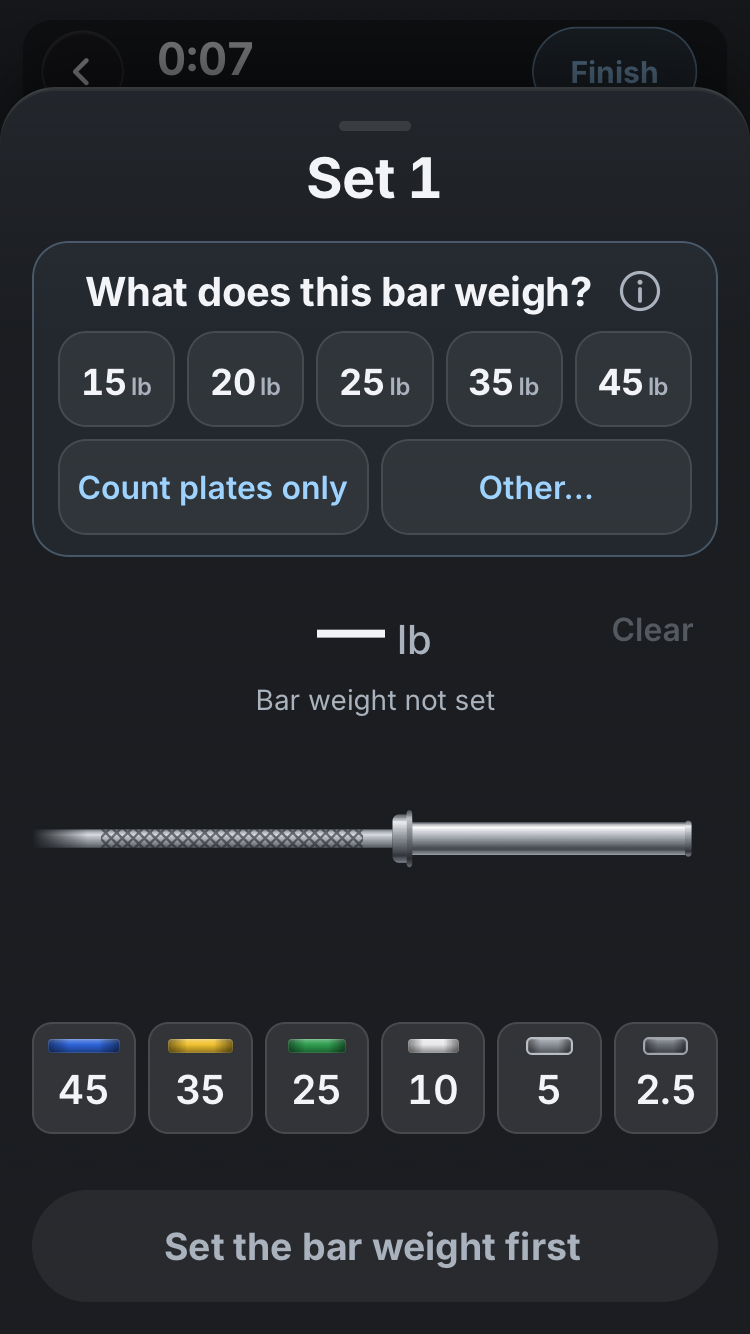 0:07
Finish
Set 1
What does this bar weigh?
15 lb
20 lb
25 lb
35 lb
45 lb
Count plates only
Other...
— lb
Clear
Bar weight not set
45
35
25
10
5
2.5
Set the bar weight first